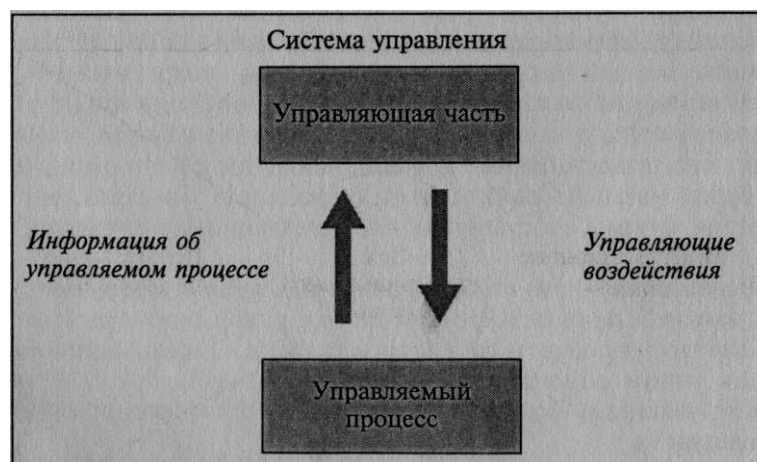 Система управления
Управляющая часть
Информация об
управляемом процессе
Управляющие
воздействия
Управляемый
процесс